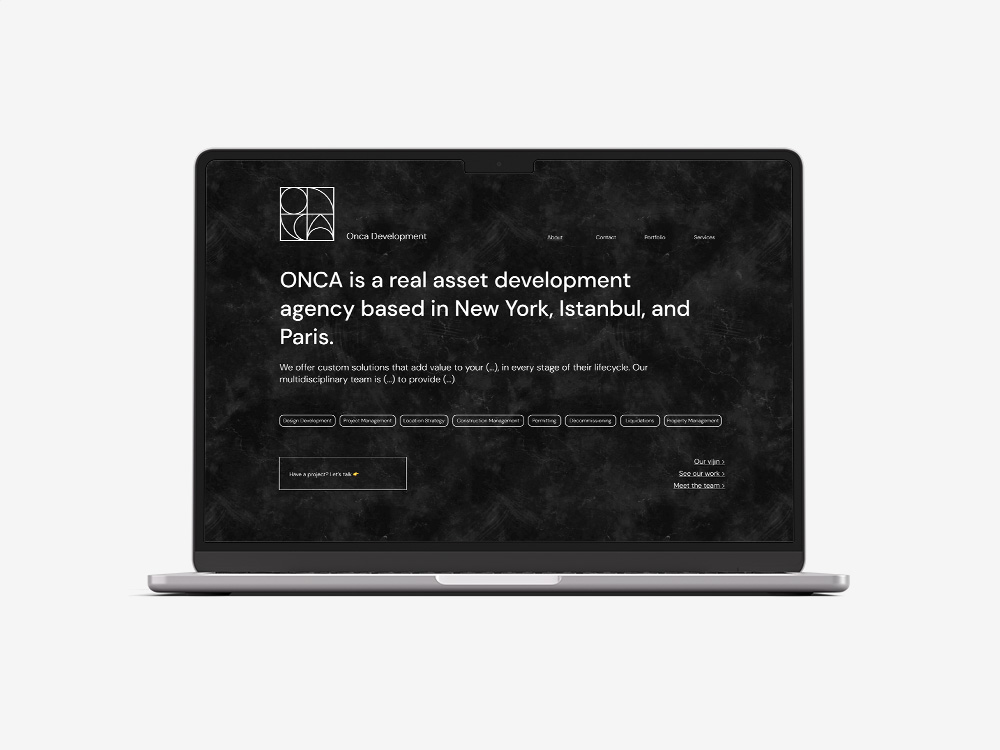 ONCA
Onca Development
About
Contact
Portfolio
Services
ONCA is a real asset development
agency based in New York, Istanbul, and
Paris.
We offer custom solutions that add value to your (...), in every stage of their lifecycle. Our
multidisciplinary team is (...) to provide (...)
Design Development
Project Management
Location Strategy
Construction Management
Permitting
Decommissioning
Liquidations
Property Management
Have a project? Let's talk 👉
Our vijin >
See our work >
Meet the team >